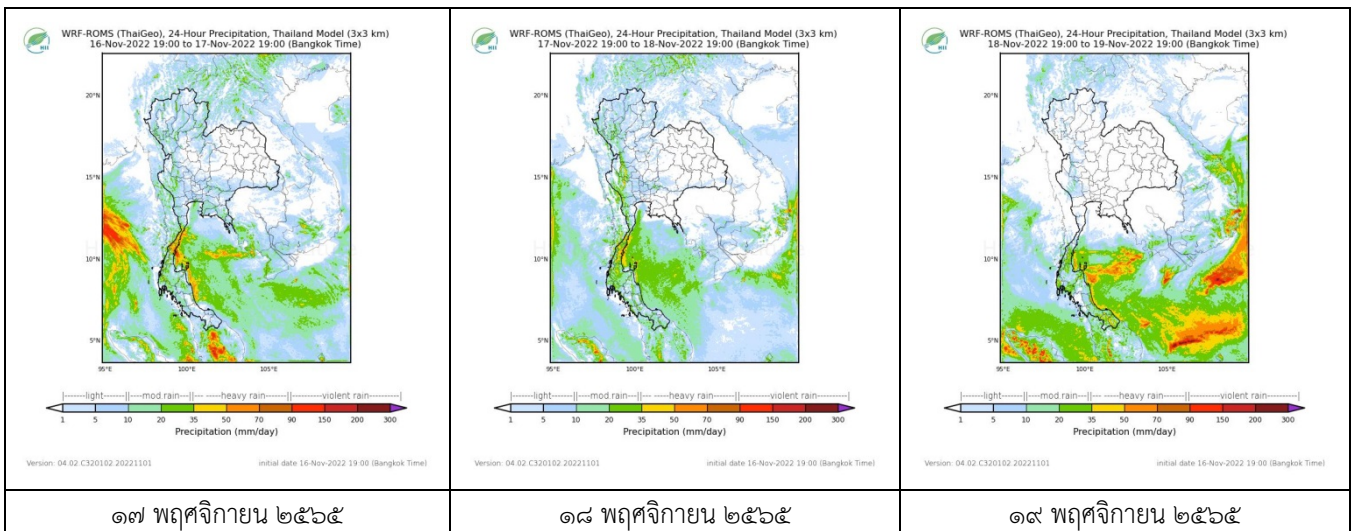 WRF-ROMS (ThaiGeo), 24-Hour Precipitation, Thailand Model (3x3 km)
16-Nov-2022 19:00 to 17-Nov-2022 19:00 (Bangkok Time)
HII
20°N
15°N
10°N
5°N
95°E 100°E 105°E
|------light-----||---mod rain---||--- heavy rain------||------violent rain------|
1 5 10 20 35 50 70 90 150 200 300
Precipitation (mm/day)
Version: 04.02.C320102.20221101 initial date 16-Nov-2022 19:00 (Bangkok Time)
๑๗ พฤศจิกายน ๒๕๖๕
WRF-ROMS (ThaiGeo), 24-Hour Precipitation, Thailand Model (3x3 km)
17-Nov-2022 19:00 to 18-Nov-2022 19:00 (Bangkok Time)
HII
20°N
15°N
10°N
5°N
95°E 100°E 105°E
|------light-----||---mod rain---||--- heavy rain------||------violent rain------|
1 5 10 20 35 50 70 90 150 200 300
Precipitation (mm/day)
Version: 04.02.C320102.20221101 initial date 16-Nov-2022 19:00 (Bangkok Time)
๑๘ พฤศจิกายน ๒๕๖๕
WRF-ROMS (ThaiGeo), 24-Hour Precipitation, Thailand Model (3x3 km)
18-Nov-2022 19:00 to 19-Nov-2022 19:00 (Bangkok Time)
HII
20°N
15°N
10°N
5°N
95°E 100°E 105°E
|------light-----||---mod rain---||--- heavy rain------||------violent rain------|
1 5 10 20 35 50 70 90 150 200 300
Precipitation (mm/day)
Version: 04.02.C320102.20221101 initial date 16-Nov-2022 19:00 (Bangkok Time)
๑๙ พฤศจิกายน ๒๕๖๕